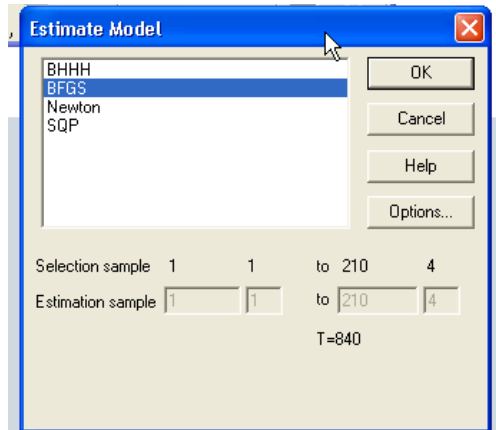 Estimate Model
BHHH
BFGS
Newton
SQP
OK
Cancel
Help
Options...
Selection sample 1 1 to 210 4
Estimation sample 1 1 to 210 4
T=840